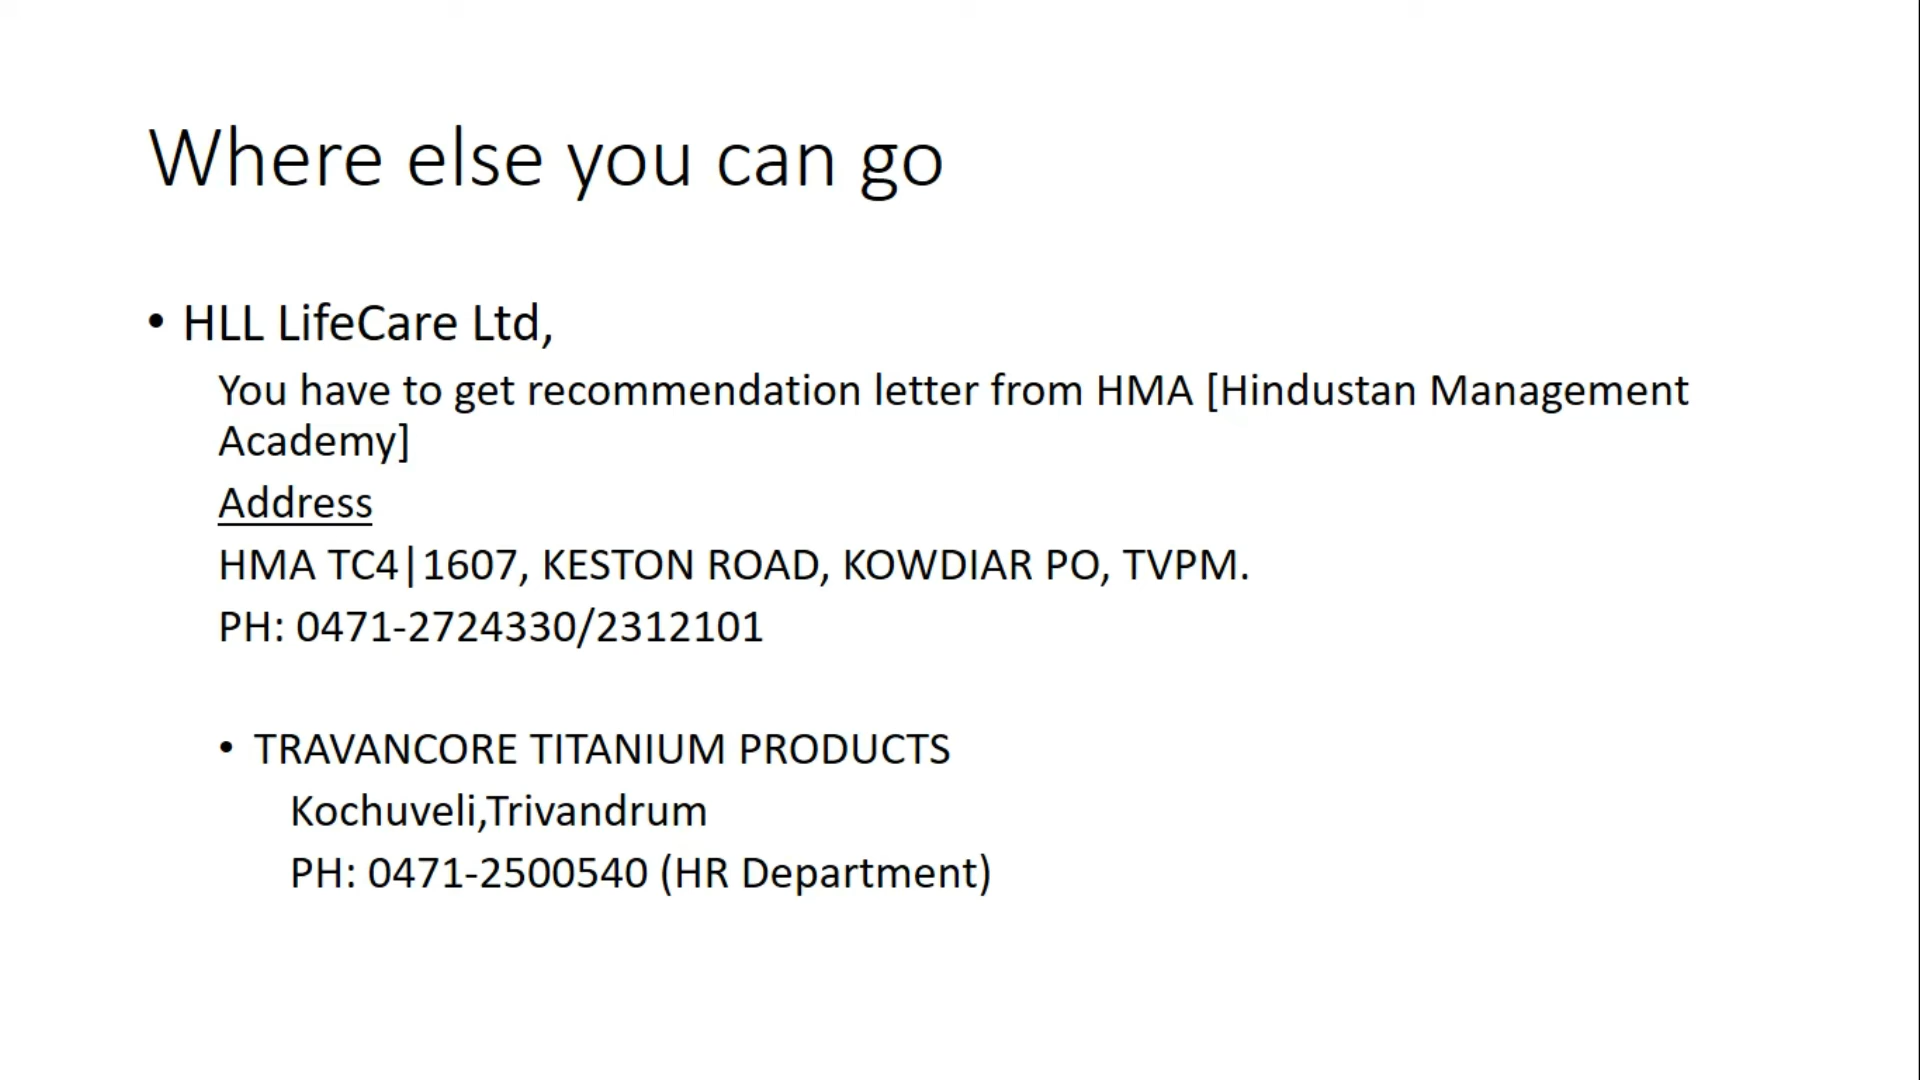 Where else you can go
• HLL LifeCare Ltd,
You have to get recommendation letter from HMA [Hindustan Management
Academy]
Address
HMA TC4|1607, KESTON ROAD, KOWDIAR PO, TVPM.
PH: 0471-2724330/2312101
• TRAVANCORE TITANIUM PRODUCTS
Kochuveli,Trivandrum
PH: 0471-2500540 (HR Department)